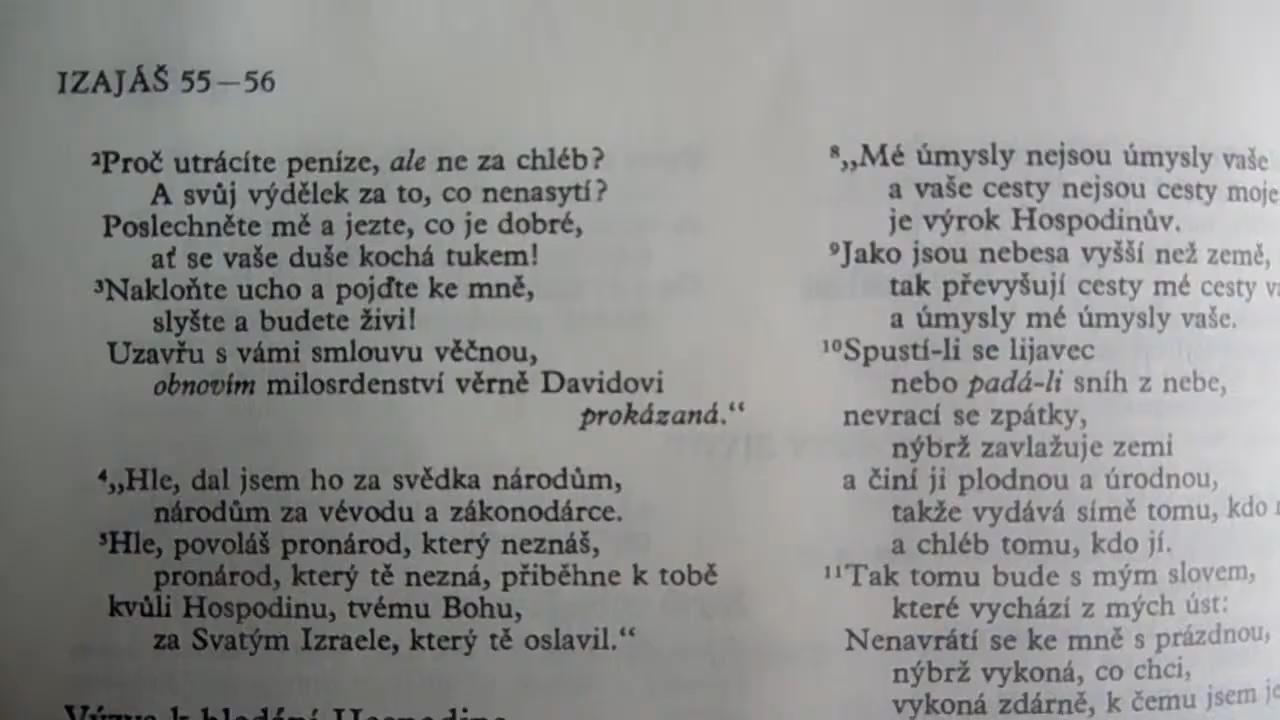 IZAJÁŠ 55—56
²Proč utrácíte peníze, ale ne za chléb?
A svůj výdělek za to, co nenasytí?
Poslechněte mě a jezte, co je dobré,
ať se vaše duše kochá tukem!
³Nakloňte ucho a pojďte ke mně,
slyšte a budete živi!
Uzavřu s vámi smlouvu věčnou,
obnovím milosrdenství věrně Davidovi
prokázaná.“
⁴„Hle, dal jsem ho za svědka národům,
národům za vévodu a zákonodárce.
⁵Hle, povoláš pronárod, který neznáš,
pronárod, který tě nezná, přiběhne k tobě
kvůli Hospodinu, tvému Bohu,
za Svatým Izraele, který tě oslavil.“
Výzva k hledání Hospodina
⁸„Mé úmysly nejsou úmysly vaše
a vaše cesty nejsou cesty moje
je výrok Hospodinův.
⁹Jako jsou nebesa vyšší než země,
tak převyšují cesty mé cesty
a úmysly mé úmysly vaše.
¹⁰Spustí-li se lijavec
nebo padá-li sníh z nebe,
nevrací se zpátky,
nýbrž zavlažuje zemi
a činí ji plodnou a úrodnou,
takže vydává símě tomu, kdo
a chléb tomu, kdo jí.
¹¹Tak tomu bude s mým slovem,
které vychází z mých úst:
Nenavrátí se ke mně s prázdnou,
nýbrž vykoná, co chci,
vykoná zdárně, k čemu jsem